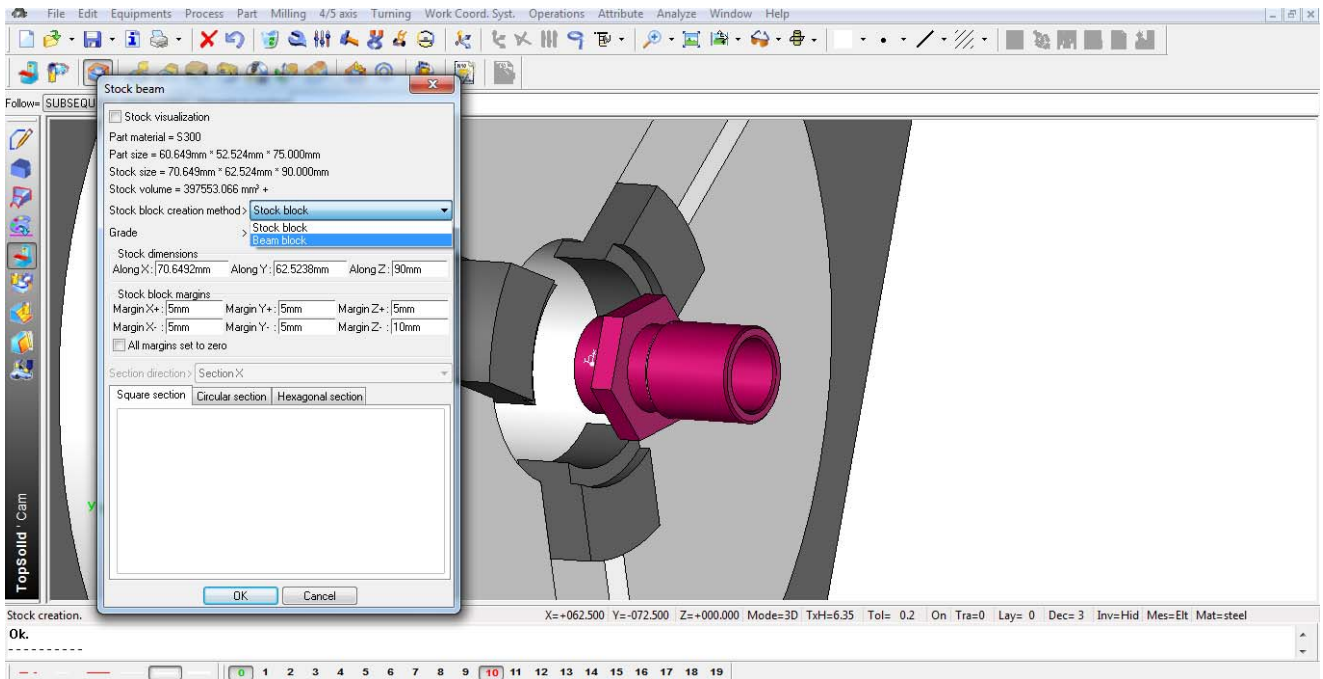 File Edit Equipments Process Part Milling 4/5 axis Turning Work Coord. Syst. Operations Attribute Analyze Window Help
Stock beam
Follow= SUBSEQU
Stock visualization
Part material = S300
Part size = 60.649mm * 52.524mm * 75.000mm
Stock size = 70.649mm * 62.524mm * 90.000mm
Stock volume = 397553.066 mm³ +
Stock block creation method> Stock block
Grade > Stock block
Beam block
Stock dimensions
Along X: 70.6492mm Along Y: 62.5238mm Along Z: 90mm
Stock block margins
Margin X+: 5mm Margin Y+: 5mm Margin Z+: 5mm
Margin X- : 5mm Margin Y- : 5mm Margin Z- : 10mm
All margins set to zero
Section direction> Section X
Square section Circular section Hexagonal section
Y
TopSolid ' Cam
OK Cancel
Stock creation. X=+062.500 Y=-072.500 Z=+000.000 Mode=3D TxH=6.35 Tol= 0.2 On Tra=0 Lay= 0 Dec= 3 Inv=Hid Mes=Elt Mat=steel
Ok.
----------
0 1 2 3 4 5 6 7 8 9 10 11 12 13 14 15 16 17 18 19